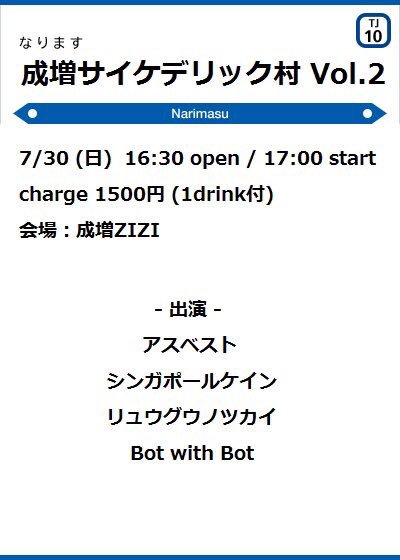 TJ
10
なります
成増サイケデリック村 Vol.2
Narimasu
7/30 (日)  16:30 open / 17:00 start
charge 1500円 (1drink付)
会場：成増ZIZI
- 出演 -
アスベスト
シンガポールケイン
リュウグウノツカイ
Bot with Bot